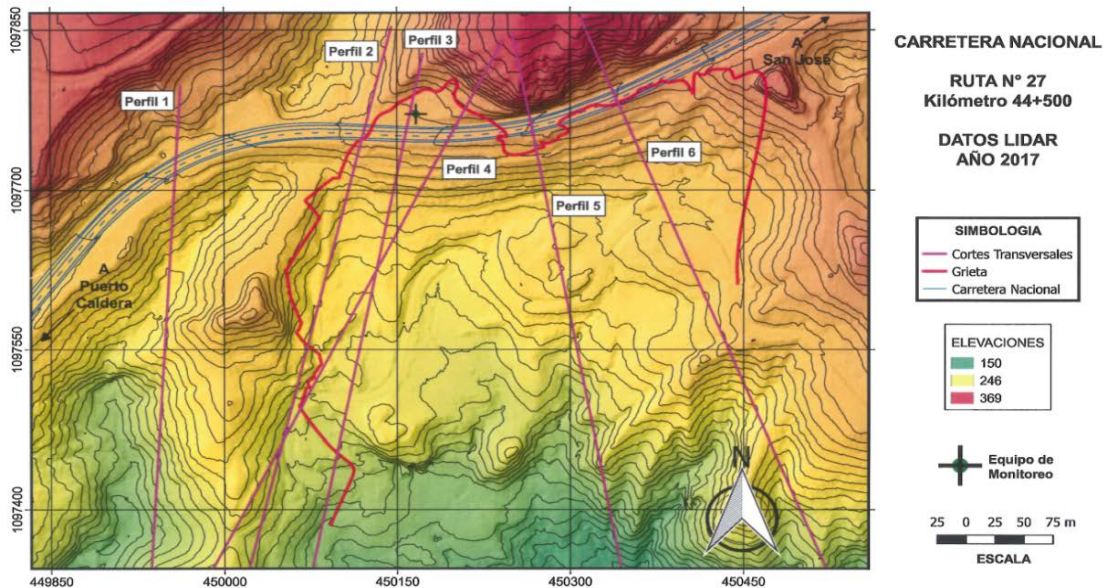 1097850
1097700
1097550
1097400
449850
450000
450150
450300
450450
Perfil 1
Perfil 2
Perfil 3
Perfil 4
Perfil 5
Perfil 6
A
San José
A
Puerto
Caldera
N
CARRETERA NACIONAL
RUTA N° 27
Kilómetro 44+500
DATOS LIDAR
AÑO 2017
SIMBOLOGIA
Cortes Transversales
Grieta
Carretera Nacional
ELEVACIONES
150
246
369
Equipo de
Monitoreo
25 0 25 50 75 m
ESCALA